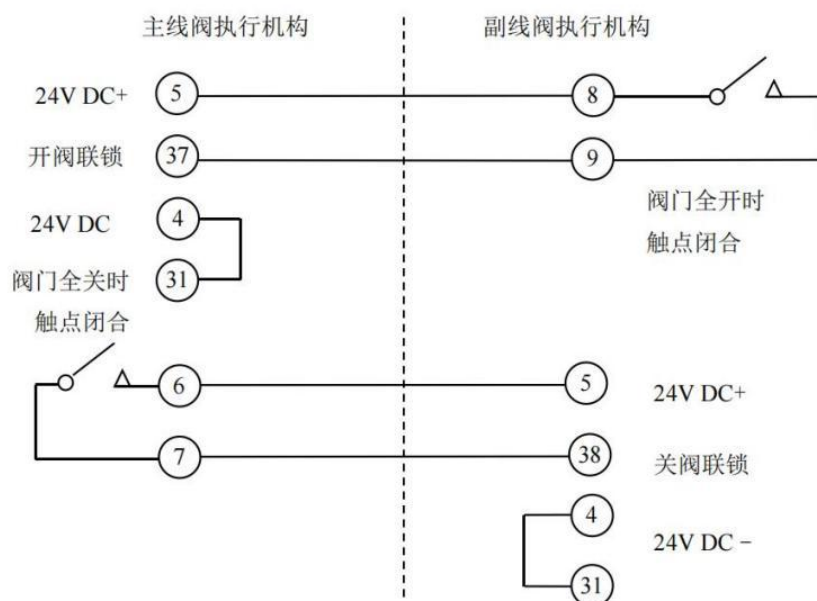 主线阀执行机构
副线阀执行机构
24V DC+
5
8
开阀联锁
37
9
24V DC
4
阀门全开时
触点闭合
阀门全关时
31
触点闭合
6
5
24V DC+
7
38
关阀联锁
4
24V DC −
31